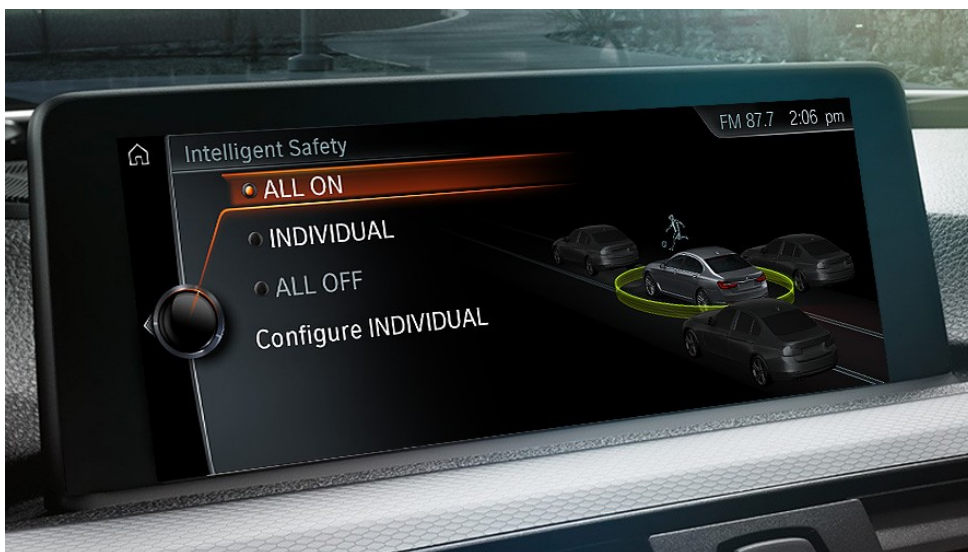 FM 87.7 2:06 pm
Intelligent Safety
ALL ON
INDIVIDUAL
ALL OFF
Configure INDIVIDUAL